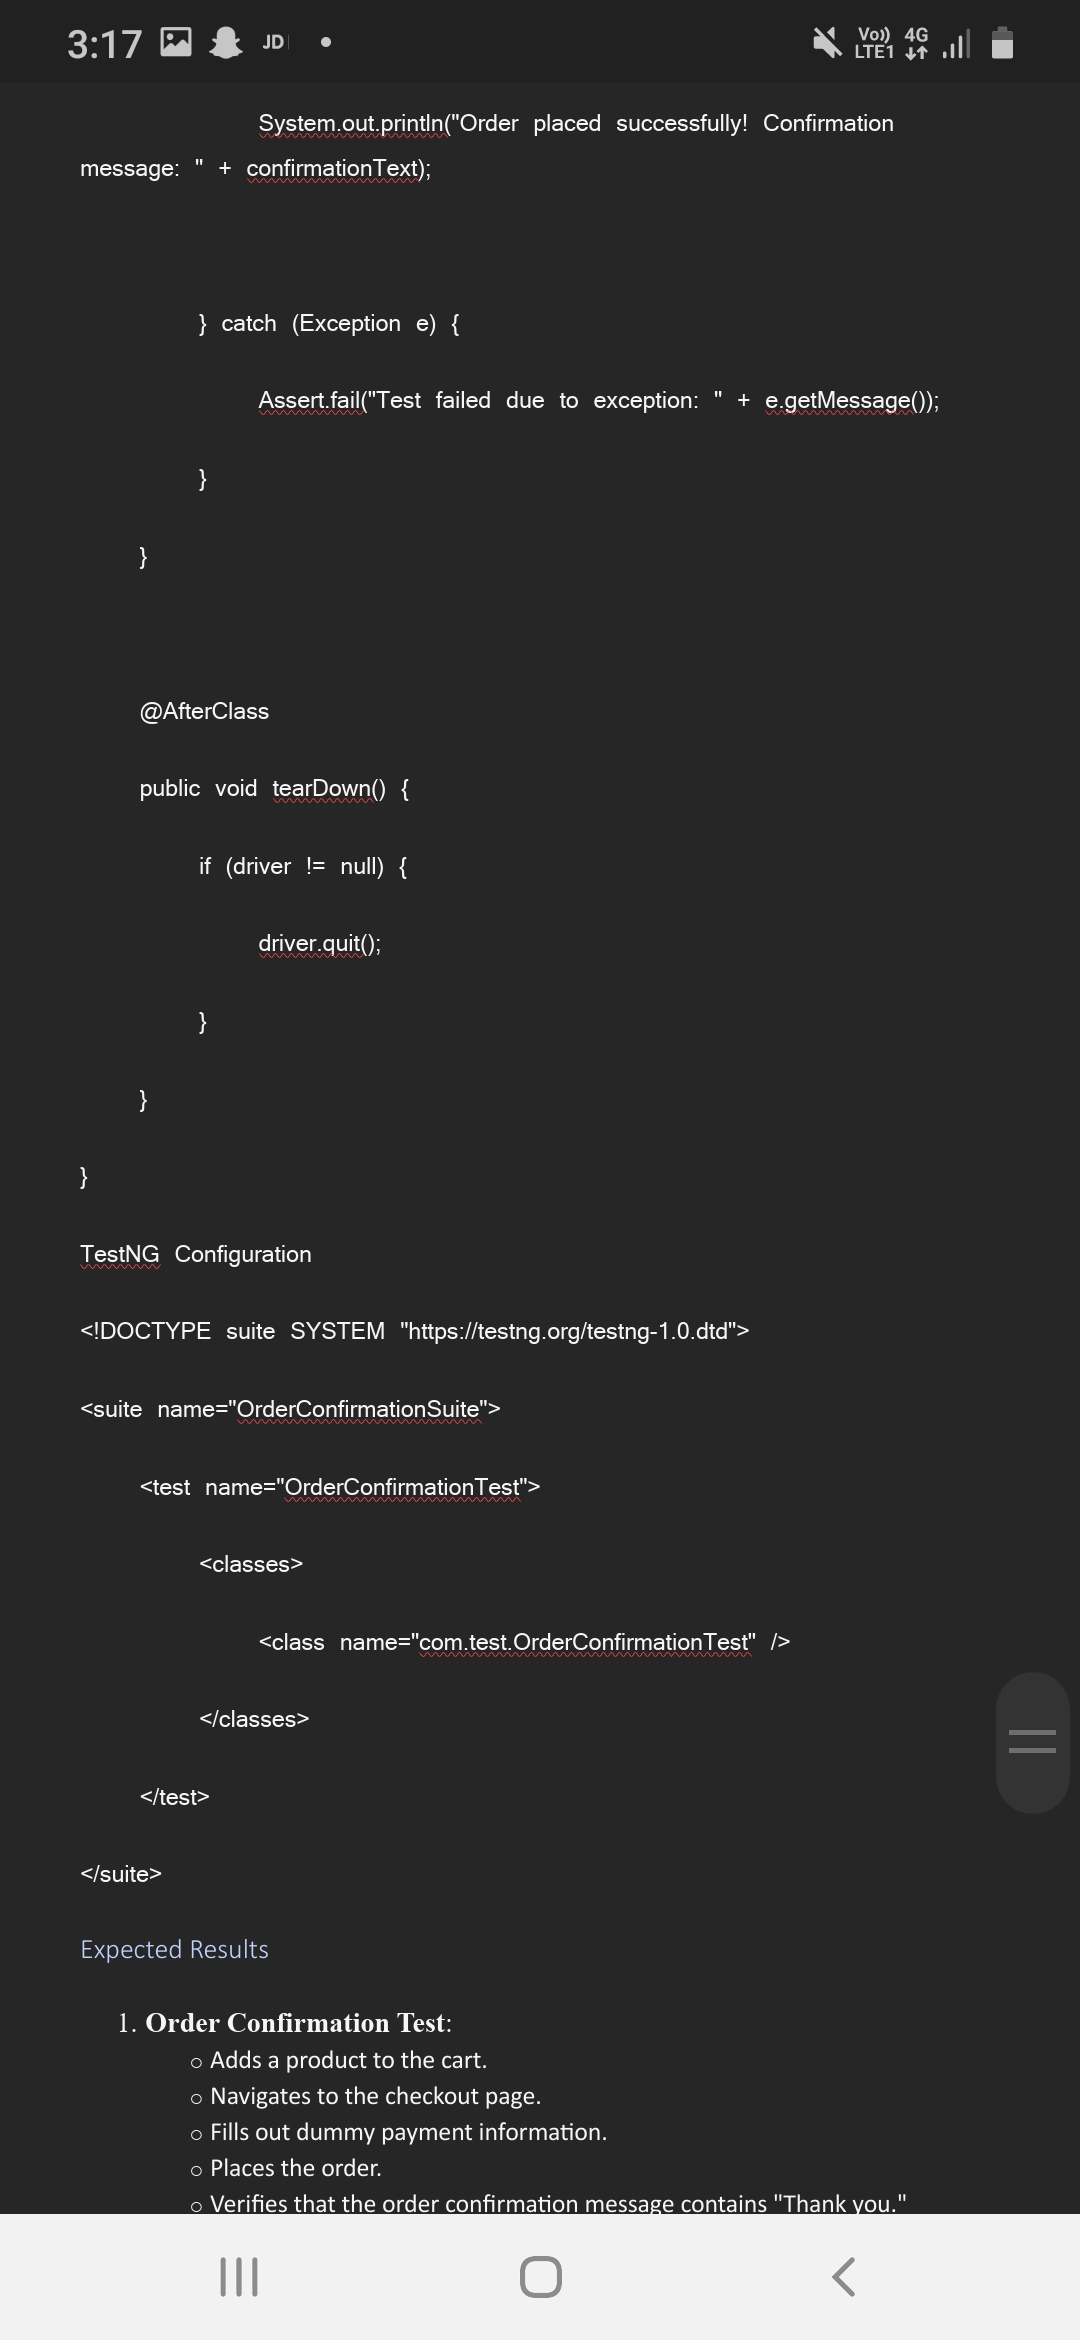 3:17 JD Vo)) 4G
LTE1
System.out.println("Order placed successfully! Confirmation
message: " + confirmationText);
} catch (Exception e) {
Assert.fail("Test failed due to exception: " + e.getMessage());
}
}
@AfterClass
public void tearDown() {
if (driver != null) {
driver.quit();
}
}
}
TestNG Configuration
<!DOCTYPE suite SYSTEM "https://testng.org/testng-1.0.dtd">
<suite name="OrderConfirmationSuite">
<test name="OrderConfirmationTest">
<classes>
<class name="com.test.OrderConfirmationTest" />
</classes>
</test>
</suite>
Expected Results
1. Order Confirmation Test:
o Adds a product to the cart.
o Navigates to the checkout page.
o Fills out dummy payment information.
o Places the order.
o Verifies that the order confirmation message contains "Thank you."